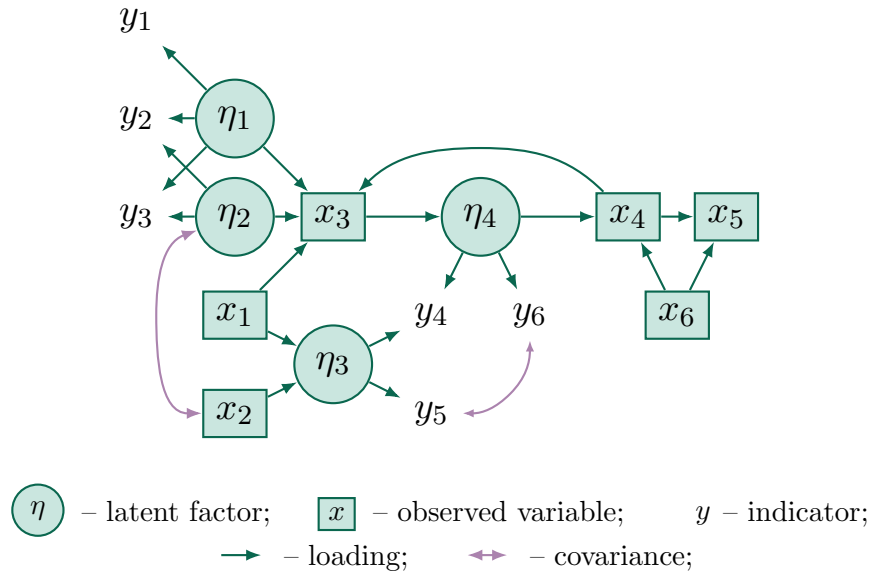 y₁
y₂ η₁
y₃ η₂ x₃ η₄ x₄ x₅
x₁ y₄ y₆ x₆
η₃
x₂ y₅
η – latent factor; x – observed variable; y – indicator;
– loading; – covariance;